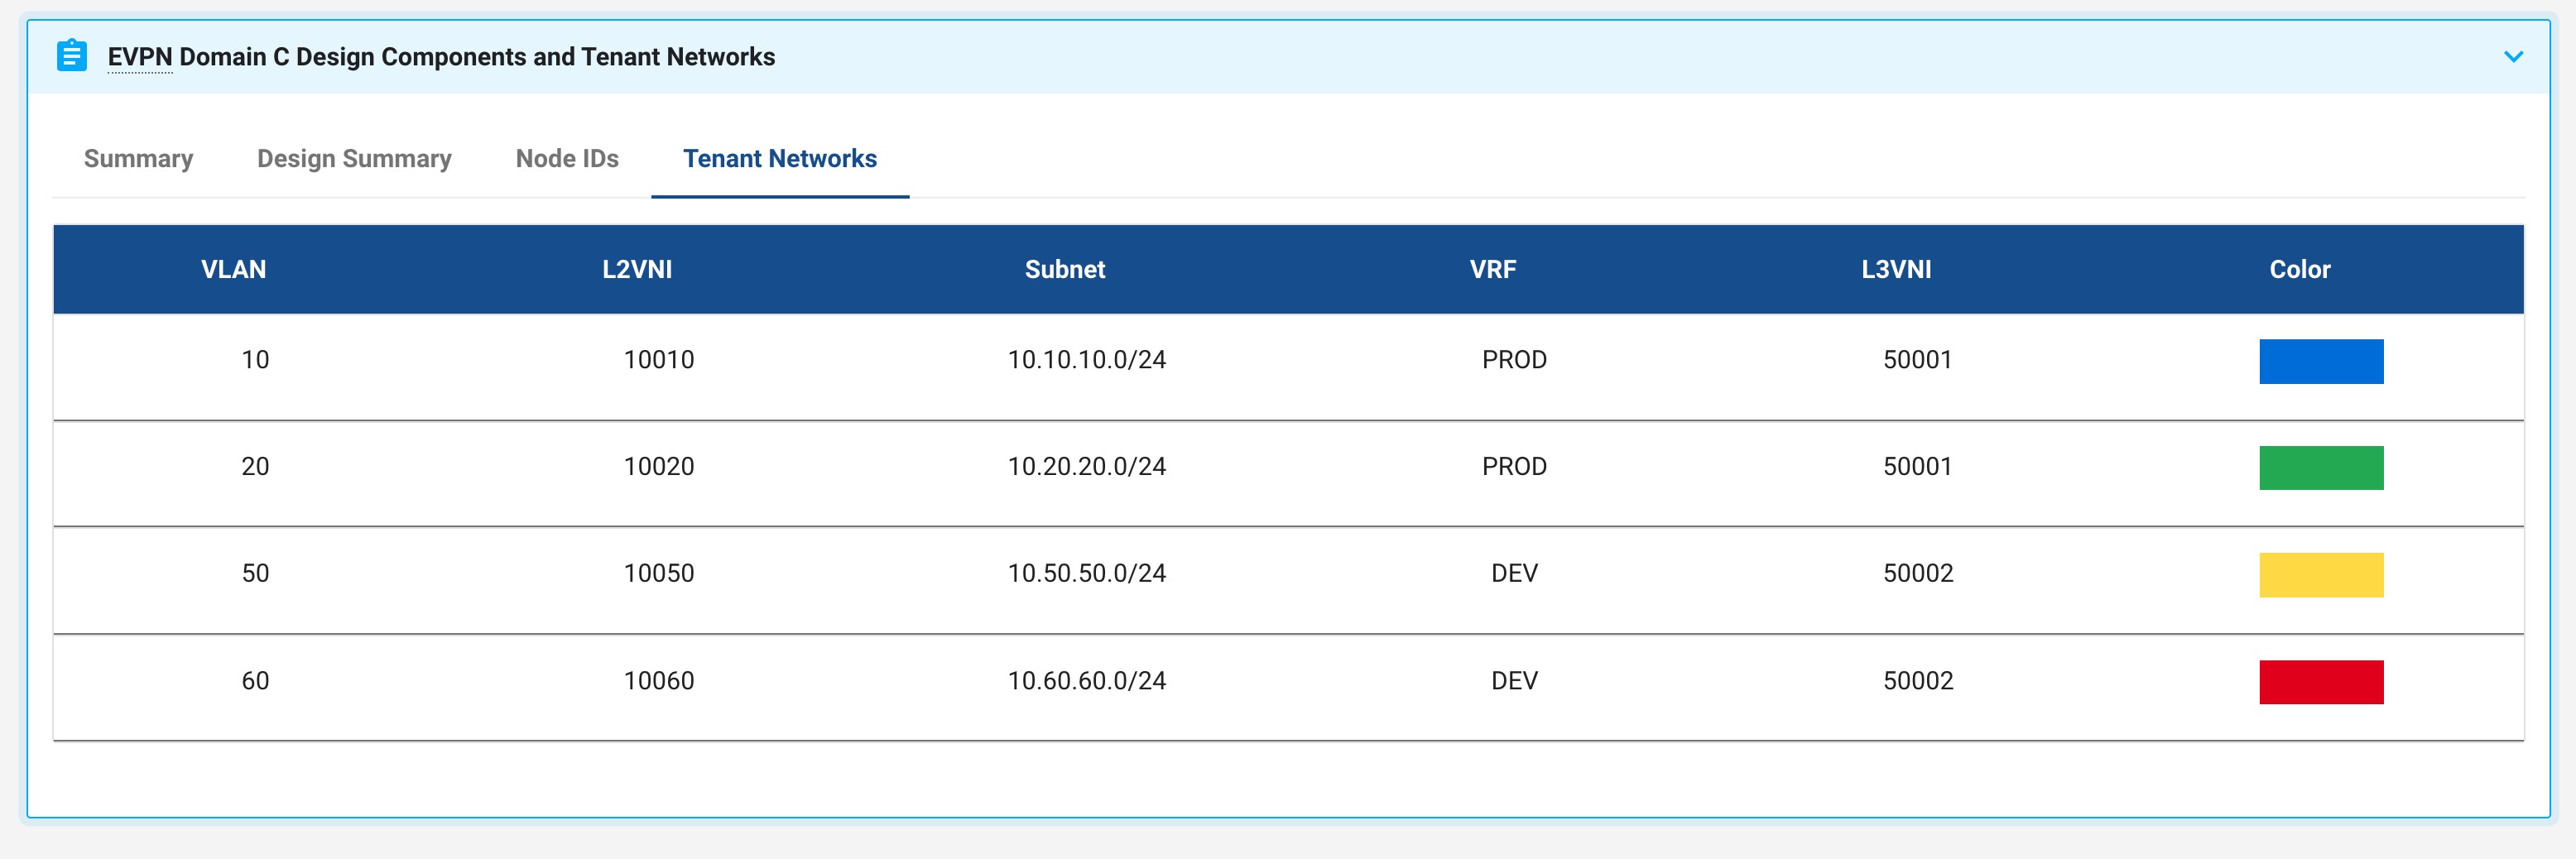 EVPN Domain C Design Components and Tenant Networks
Summary Design Summary Node IDs Tenant Networks
VLAN L2VNI Subnet VRF L3VNI Color
10 10010 10.10.10.0/24 PROD 50001
20 10020 10.20.20.0/24 PROD 50001
50 10050 10.50.50.0/24 DEV 50002
60 10060 10.60.60.0/24 DEV 50002